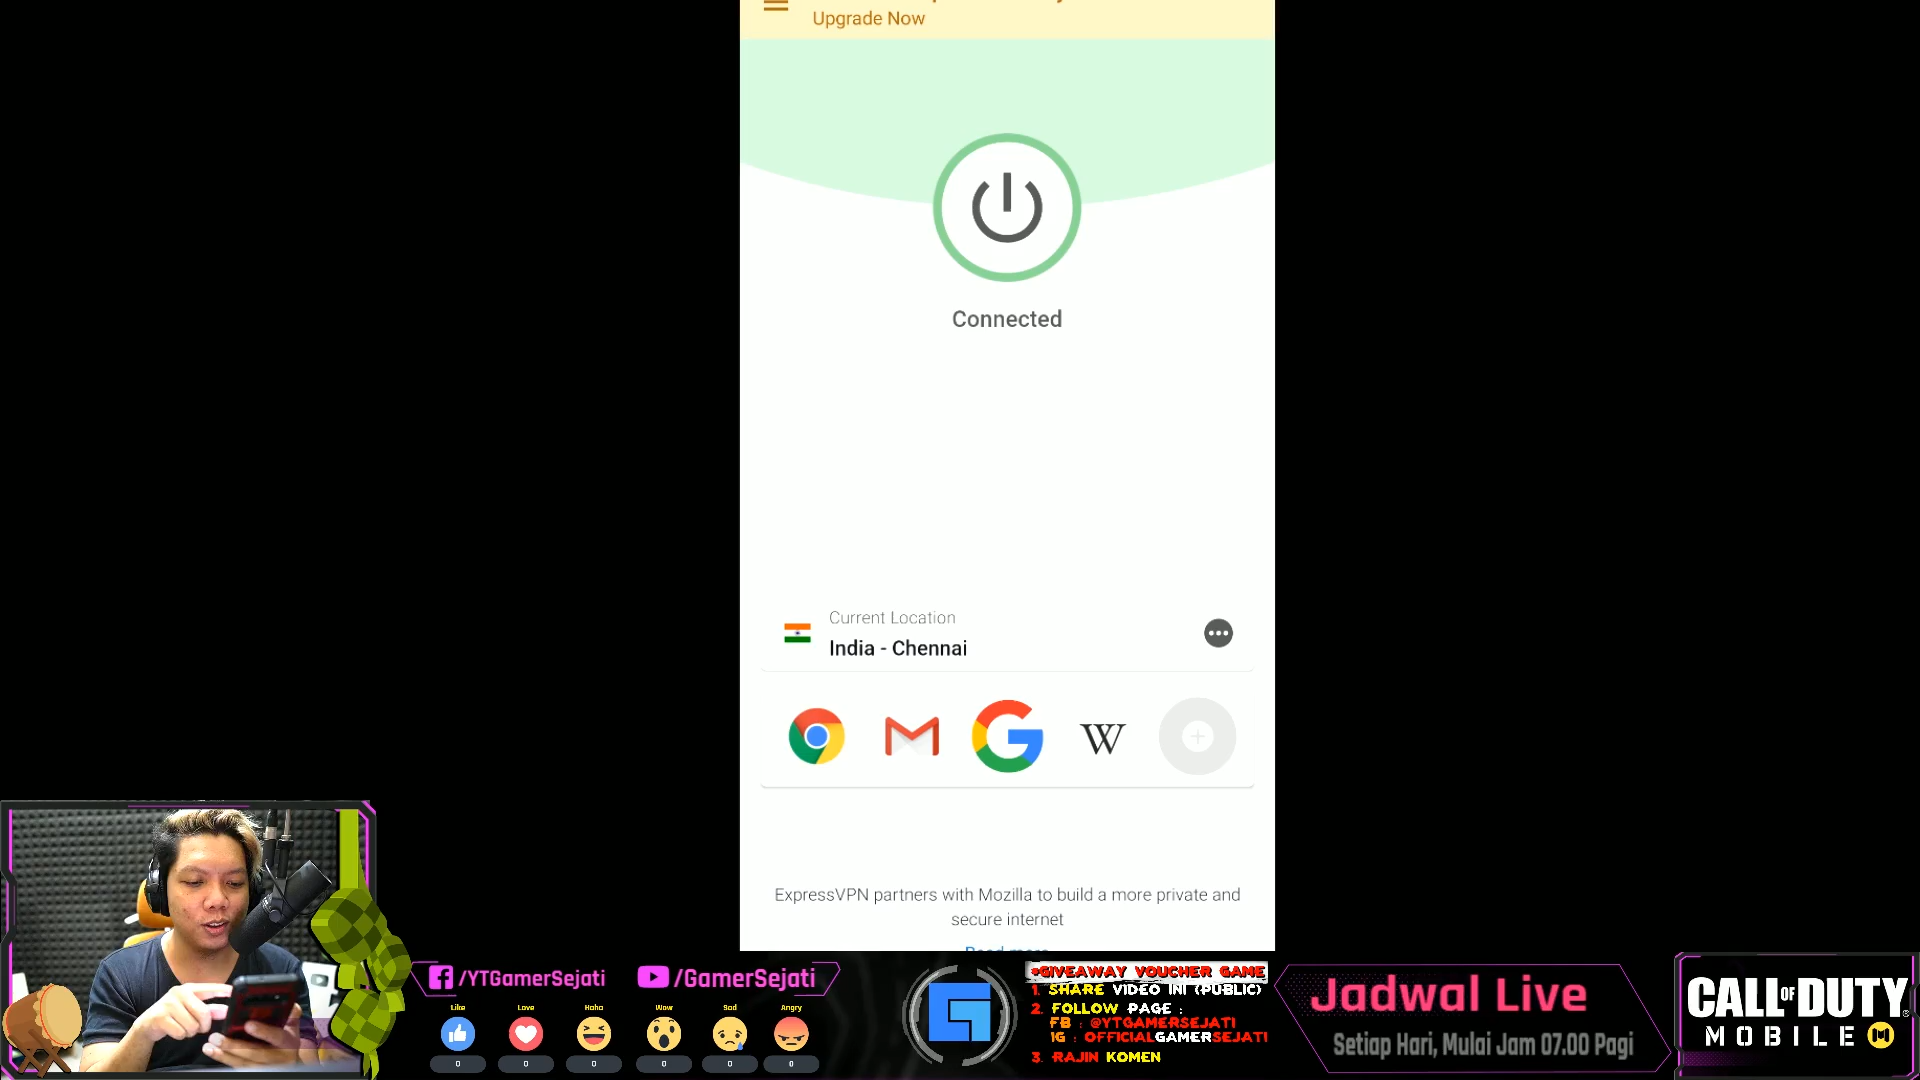 Upgrade Now
Connected
Current Location
India - Chennai
W
ExpressVPN partners with Mozilla to build a more private and
secure internet
/YTGamerSejati
/GamerSejati
Like
Love
Haha
Wow
Sad
Angry
0
0
0
0
0
0
*GIVEAWAY VOUCHER GAME
1. SHARE VIDEO INI (PUBLIC)
2. FOLLOW PAGE :
FB : @YTGAMERSEJATI
IG : OFFICIALGAMERSEJATI
3. RAJIN KOMEN
Jadwal Live
Setiap Hari, Mulai Jam 07.00 Pagi
CALL OF DUTY
MOBILE